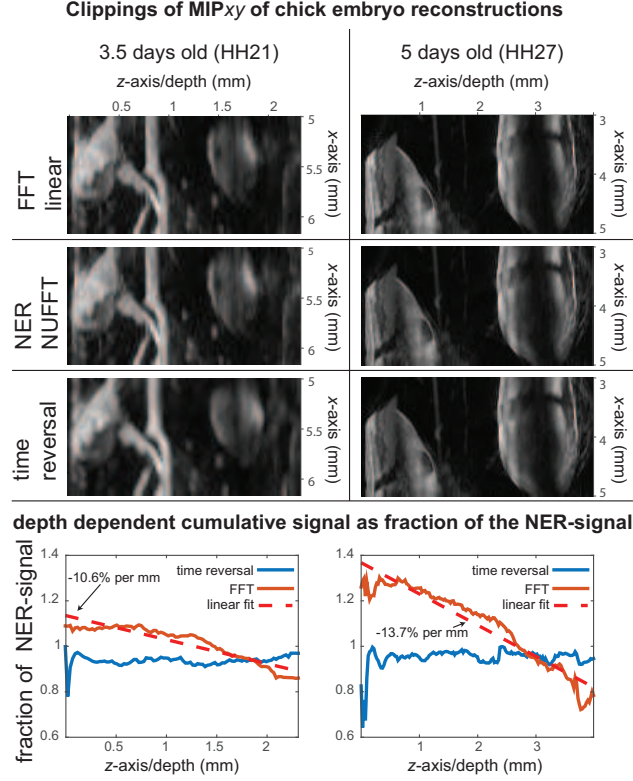 Clippings of MIPxy of chick embryo reconstructions
3.5 days old (HH21)
5 days old (HH27)
z-axis/depth (mm)
z-axis/depth (mm)
0.5 1 1.5 2
1 2 3
FFT
linear
5
5.5
6
x-axis (mm)
3
4
5
x-axis (mm)
NER
NUFFT
5
5.5
6
x-axis (mm)
3
4
5
x-axis (mm)
time
reversal
5
5.5
6
x-axis (mm)
3
4
5
x-axis (mm)
depth dependent cumulative signal as fraction of the NER-signal
fraction of NER-signal
1.4
1.2
1
0.8
0.6
-10.6% per mm
time reversal
FFT
linear fit
0.5 1 1.5 2
z-axis/depth (mm)
1.4
1.2
1
0.8
0.6
time reversal
FFT
linear fit
-13.7% per mm
1 2 3
z-axis/depth (mm)